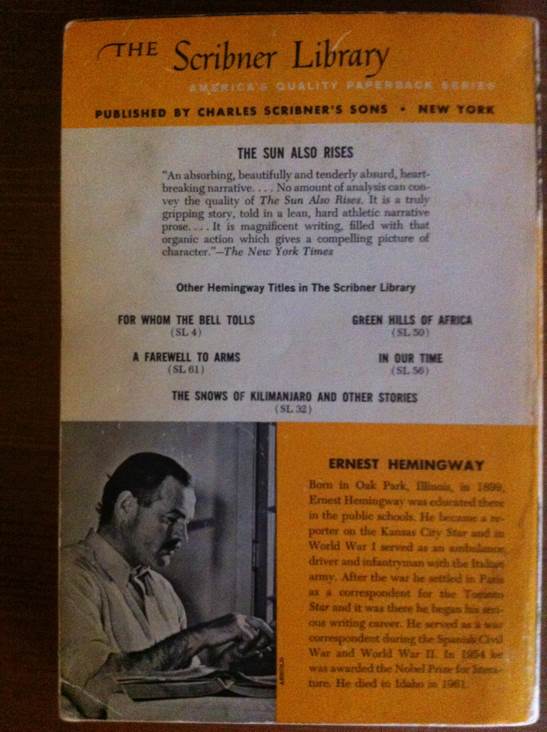 THE Scribner Library
AMERICA'S QUALITY PAPERBACK SERIES
PUBLISHED BY CHARLES SCRIBNER'S SONS • NEW YORK
THE SUN ALSO RISES
"An absorbing, beautifully and tenderly absurd, heart-
breaking narrative. . . . No amount of analysis can con-
vey the quality of The Sun Also Rises. It is a truly
gripping story, told in a lean, hard athletic narrative
prose. . . . It is magnificent writing, filled with that
organic action which gives a compelling picture of
character."—The New York Times
Other Hemingway Titles in The Scribner Library
FOR WHOM THE BELL TOLLS
(SL 4)
GREEN HILLS OF AFRICA
(SL 50)
A FAREWELL TO ARMS
(SL 61)
IN OUR TIME
(SL 56)
THE SNOWS OF KILIMANJARO AND OTHER STORIES
(SL 32)
ERNEST HEMINGWAY
Born in Oak Park, Illinois, in 1899,
Ernest Hemingway was educated there
in the public schools. He became a re-
porter on the Kansas City Star and in
World War I served as an ambulance
driver and infantryman with the Italian
army. After the war he settled in Paris
as a correspondent for the Toronto
Star and it was there he began his seri-
ous writing career. He served as a war
correspondent during the Spanish Civil
War and World War II. In 1954 he
was awarded the Nobel Prize for litera-
ture. He died in Idaho in 1961.
ARNOLD